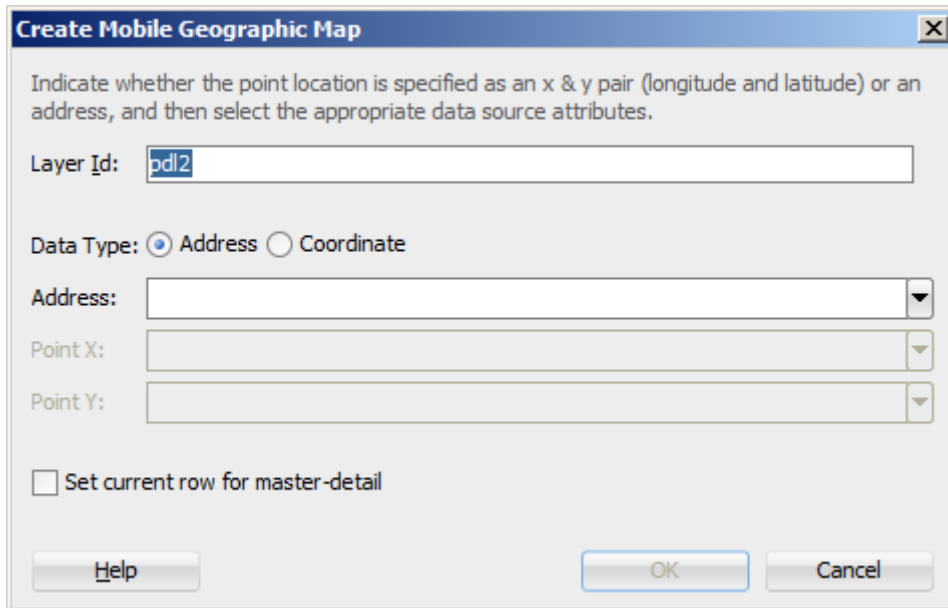 Create Mobile Geographic Map
Indicate whether the point location is specified as an x & y pair (longitude and latitude) or an
address, and then select the appropriate data source attributes.
Layer Id: pdl2
Data Type: Address Coordinate
Address:
Point X:
Point Y:
Set current row for master-detail
Help OK Cancel